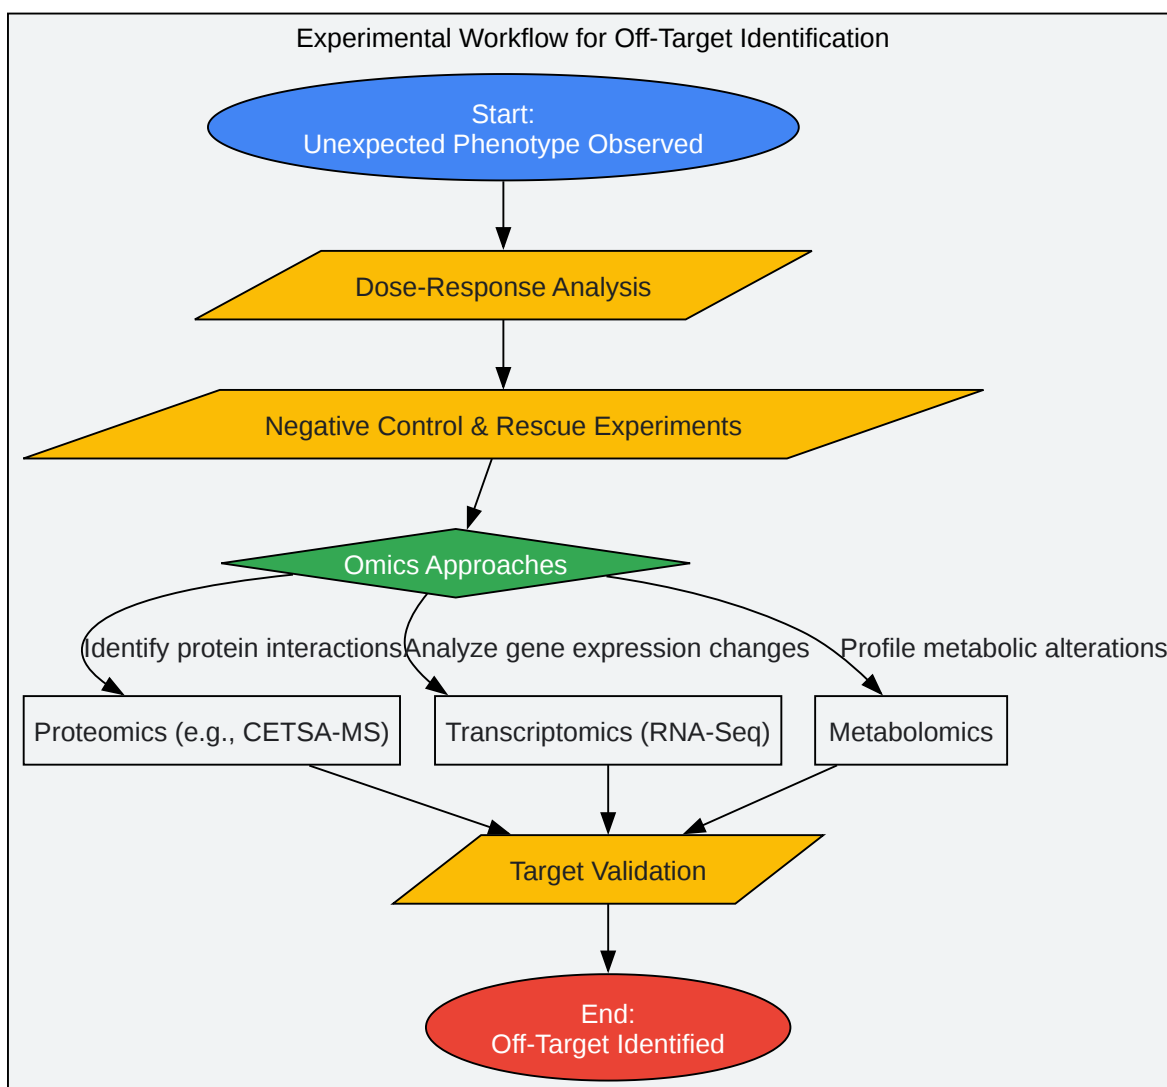 Experimental Workflow for Off-Target Identification
Start:
Unexpected Phenotype Observed
Dose-Response Analysis
Negative Control & Rescue Experiments
Omics Approaches
Identify protein interactions
Analyze gene expression changes
Profile metabolic alterations
Proteomics (e.g., CETSA-MS)
Transcriptomics (RNA-Seq)
Metabolomics
Target Validation
End:
Off-Target Identified